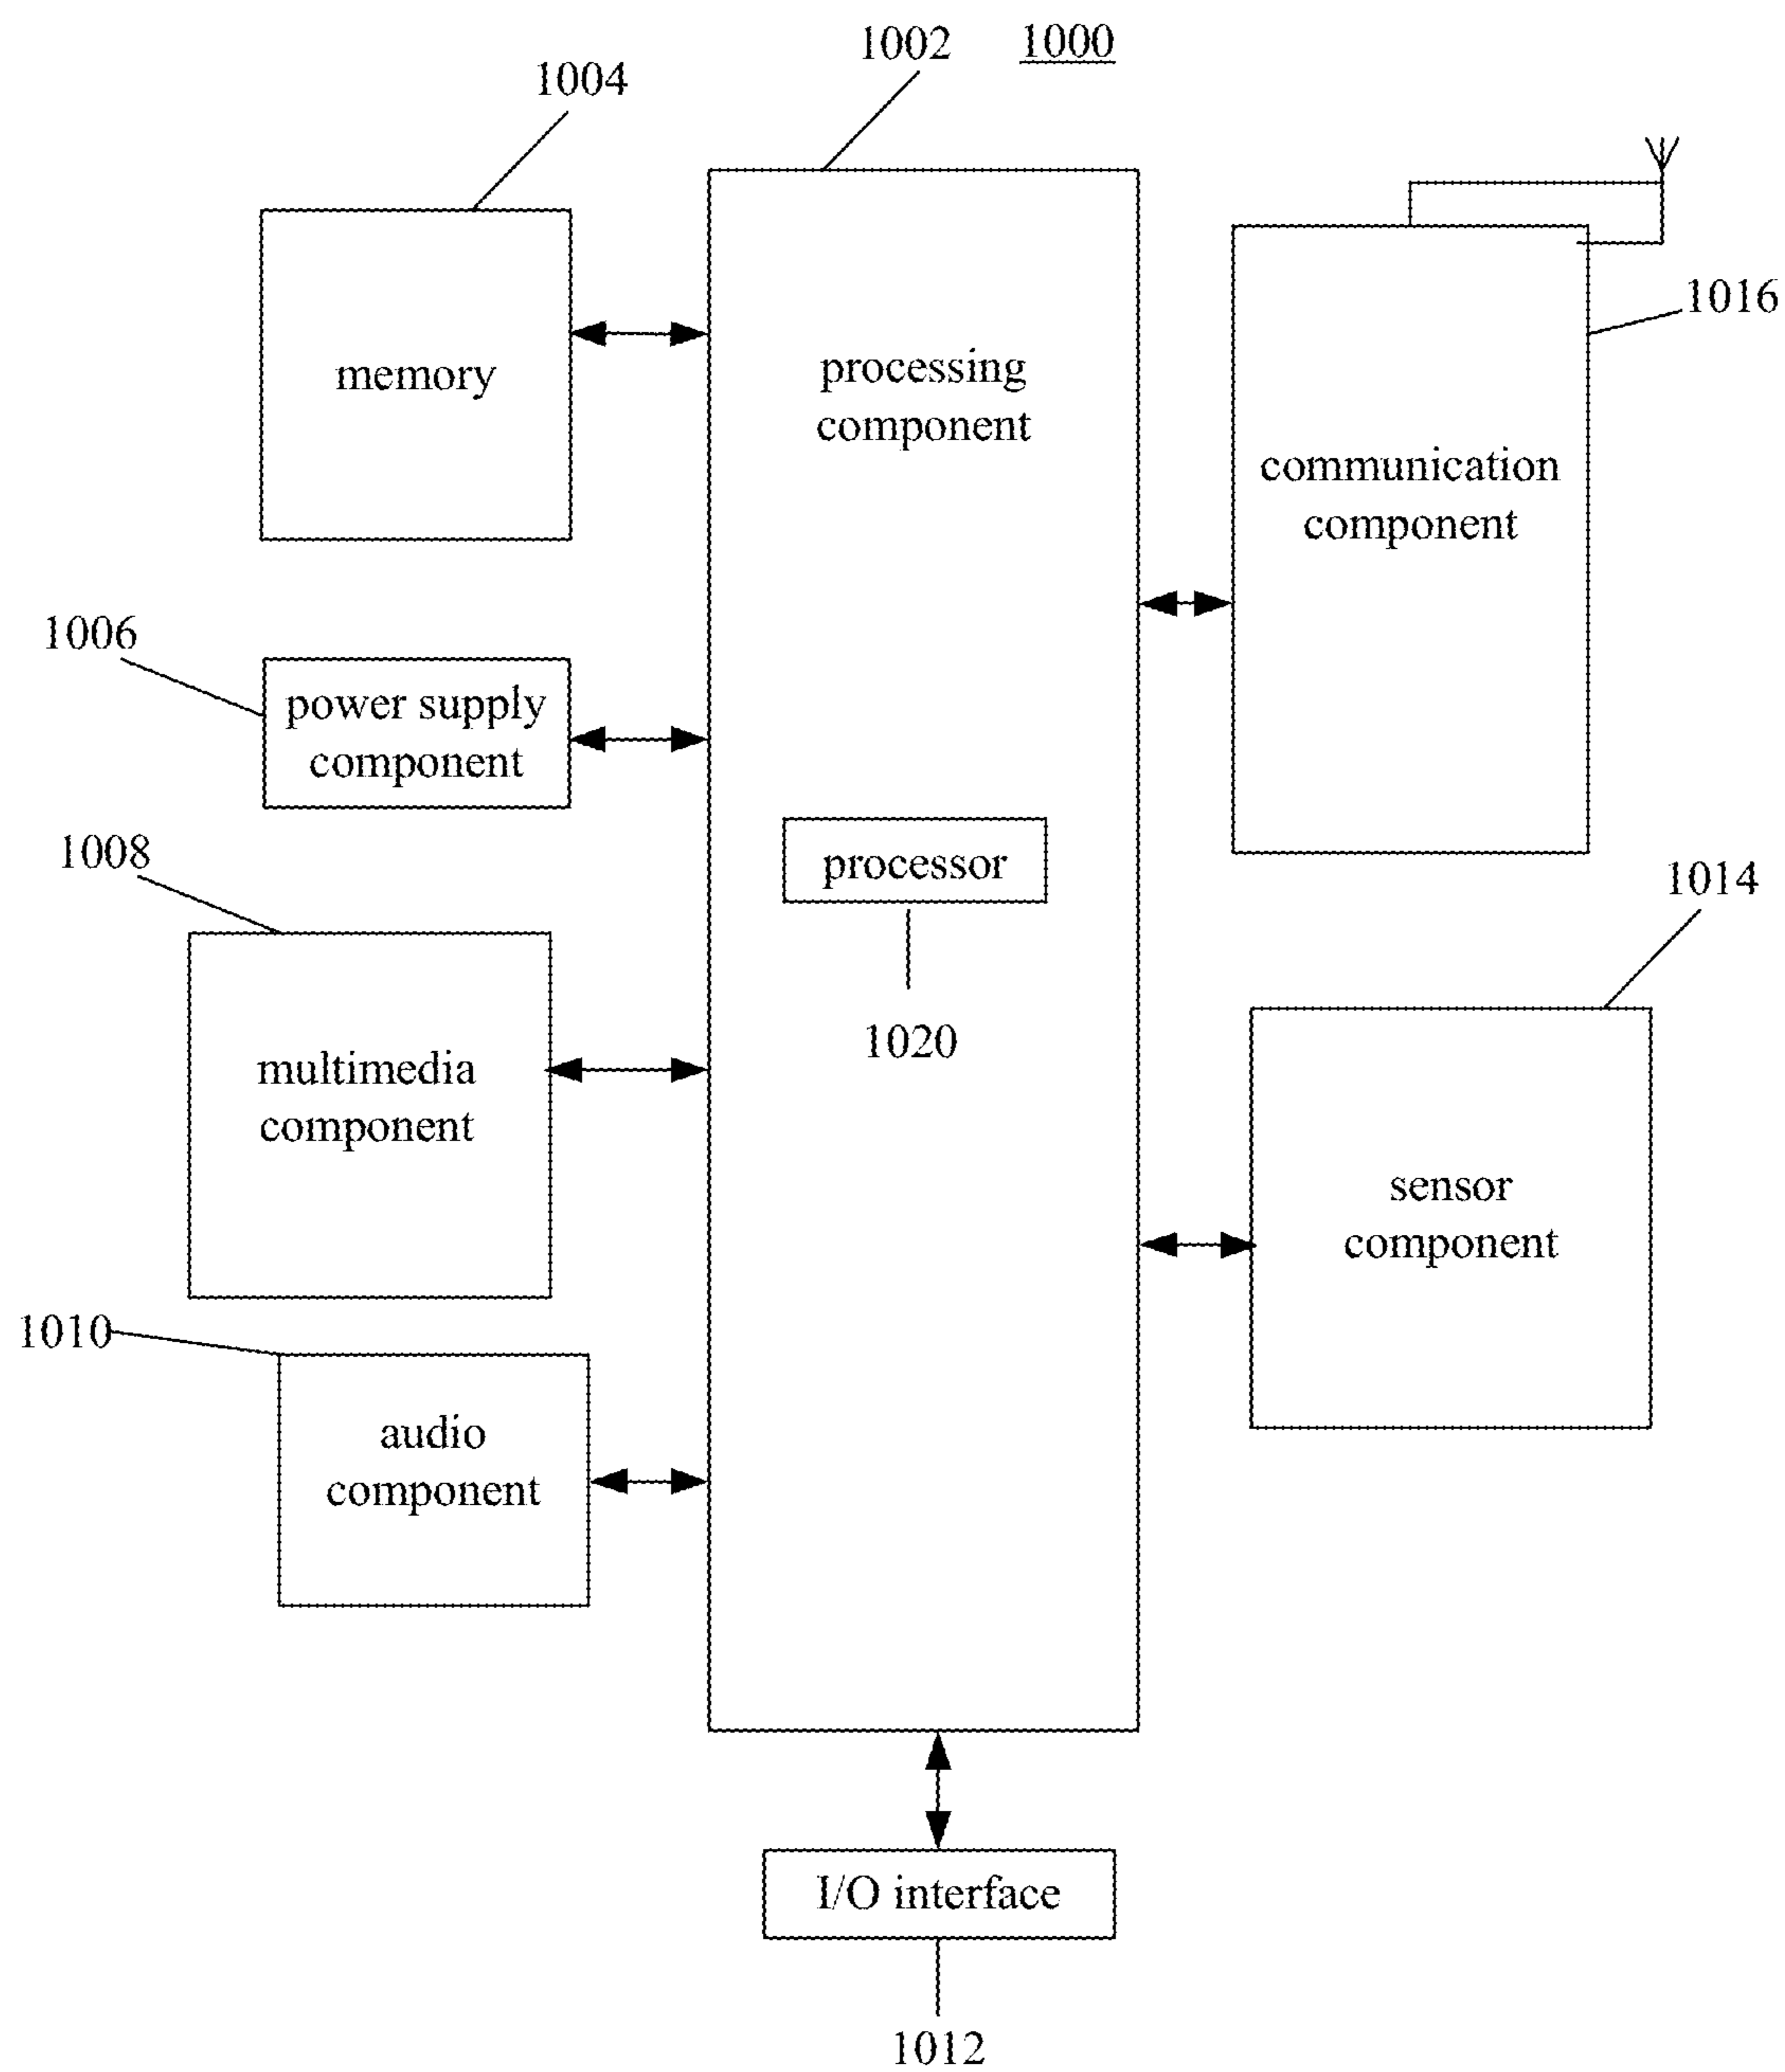 1002
1000
1004
memory
processing
component
1016
communication
component
1006
power supply
component
1008
processor
1014
1020
multimedia
component
sensor
component
1010
audio
component
I/O interface
1012